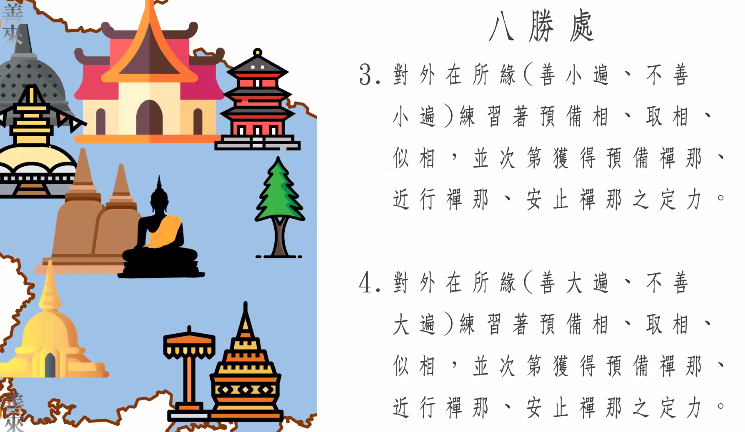 善來
八勝處
3.對外在所緣(善小遍、不善
小遍)練習著預備相、取相、
似相，並次第獲得預備禪那、
近行禪那、安止禪那之定力。
4.對外在所緣(善大遍、不善
大遍)練習著預備相、取相、
似相，並次第獲得預備禪那、
近行禪那、安止禪那之定力。
善來